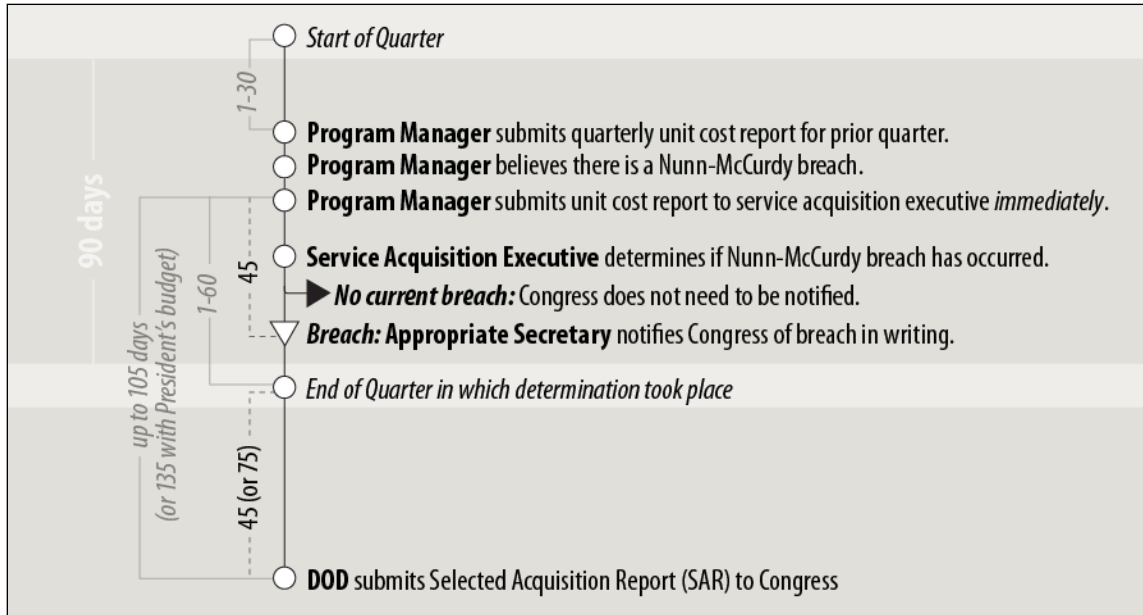 Start of Quarter
1-30
Program Manager submits quarterly unit cost report for prior quarter.
Program Manager believes there is a Nunn-McCurdy breach.
Program Manager submits unit cost report to service acquisition executive immediately.
90 days
Service Acquisition Executive determines if Nunn-McCurdy breach has occurred.
45
1-60
No current breach: Congress does not need to be notified.
Breach: Appropriate Secretary notifies Congress of breach in writing.
up to 105 days
(or 135 with President's budget)
End of Quarter in which determination took place
45 (or 75)
DOD submits Selected Acquisition Report (SAR) to Congress